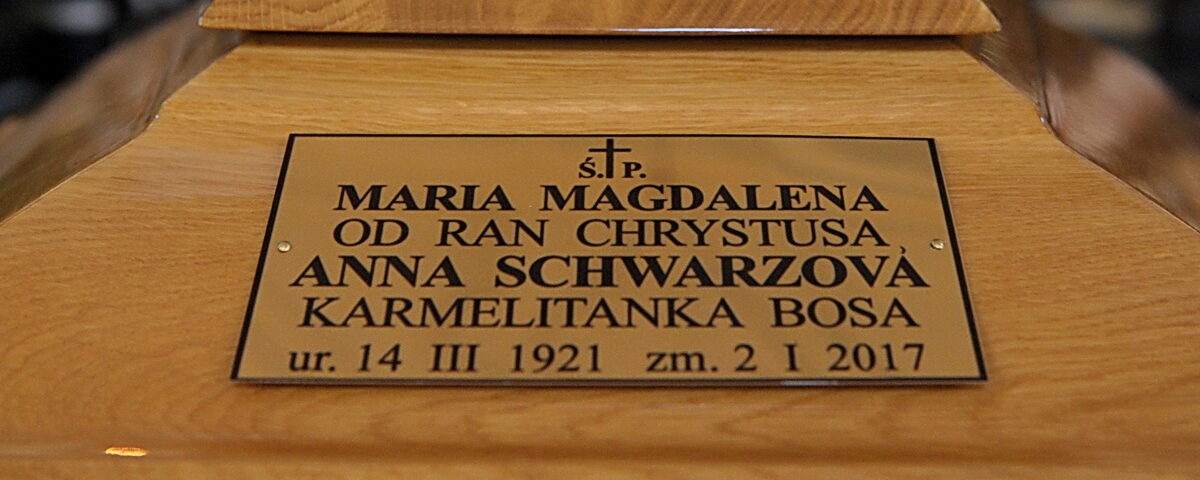 Ś.†P.
MARIA MAGDALENA
OD RAN CHRYSTUSA
ANNA SCHWARZOVÁ
KARMELITANKA BOSA
ur. 14 III 1921 zm. 2 I 2017